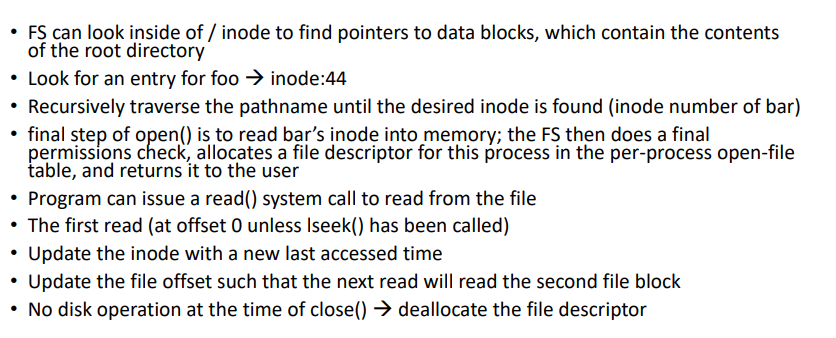 • FS can look inside of / inode to find pointers to data blocks, which contain the contents
of the root directory
• Look for an entry for foo → inode:44
• Recursively traverse the pathname until the desired inode is found (inode number of bar)
• final step of open() is to read bar's inode into memory; the FS then does a final
permissions check, allocates a file descriptor for this process in the per-process open-file
table, and returns it to the user
• Program can issue a read() system call to read from the file
• The first read (at offset 0 unless lseek() has been called)
• Update the inode with a new last accessed time
• Update the file offset such that the next read will read the second file block
• No disk operation at the time of close() → deallocate the file descriptor